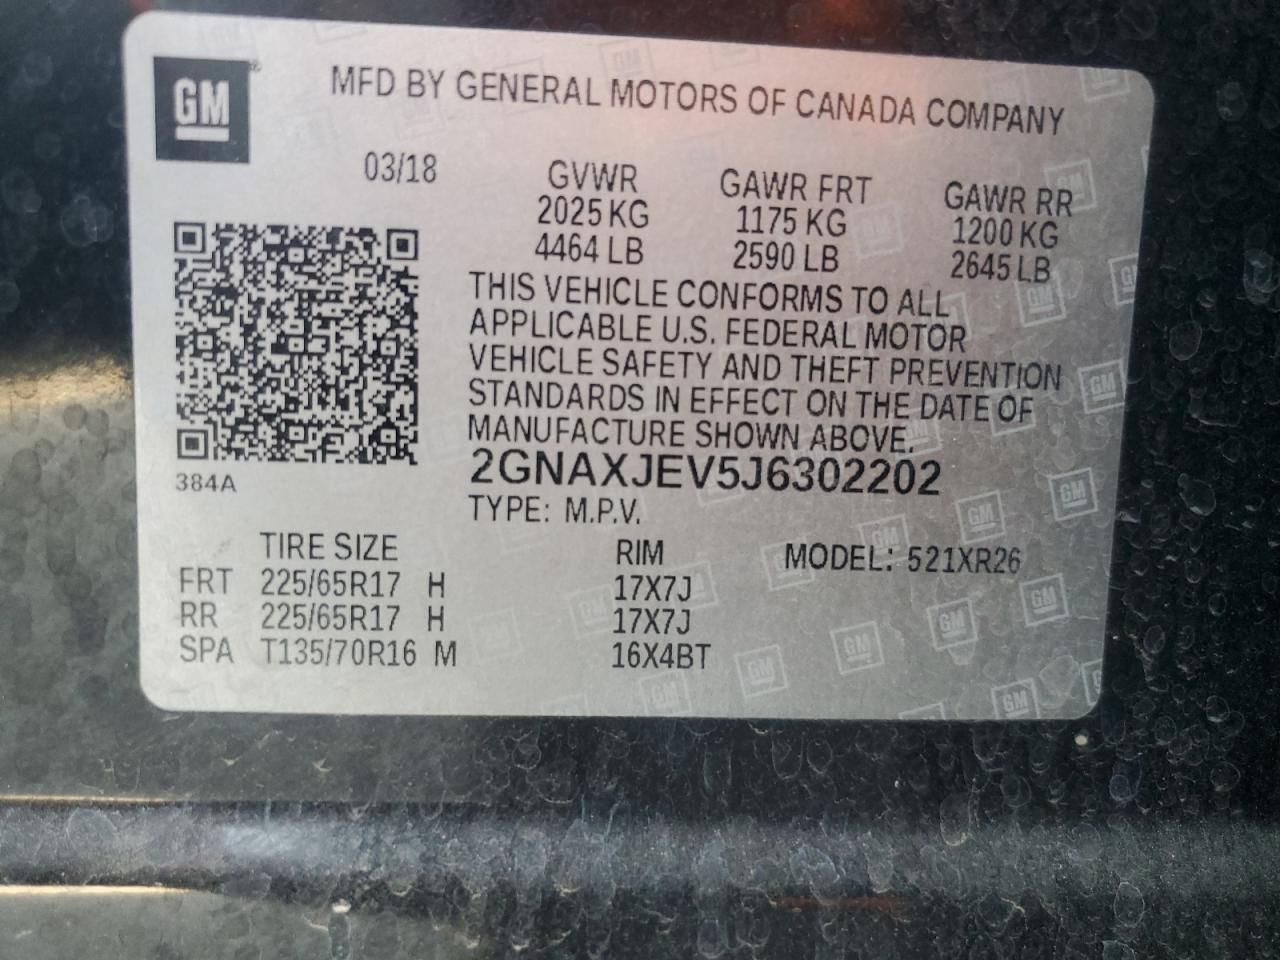 GM
MFD BY GENERAL MOTORS OF CANADA COMPANY
03/18
GVWR GAWR FRT GAWR RR
2025 KG 1175 KG 1200 KG
4464 LB 2590 LB 2645 LB
THIS VEHICLE CONFORMS TO ALL
APPLICABLE U.S. FEDERAL MOTOR
VEHICLE SAFETY AND THEFT PREVENTION
STANDARDS IN EFFECT ON THE DATE OF
MANUFACTURE SHOWN ABOVE.
2GNAXJEV5J6302202
384A
TYPE: M.P.V.
TIRE SIZE RIM MODEL: 521XR26
FRT 225/65R17 H 17X7J
RR 225/65R17 H 17X7J
SPA T135/70R16 M 16X4BT